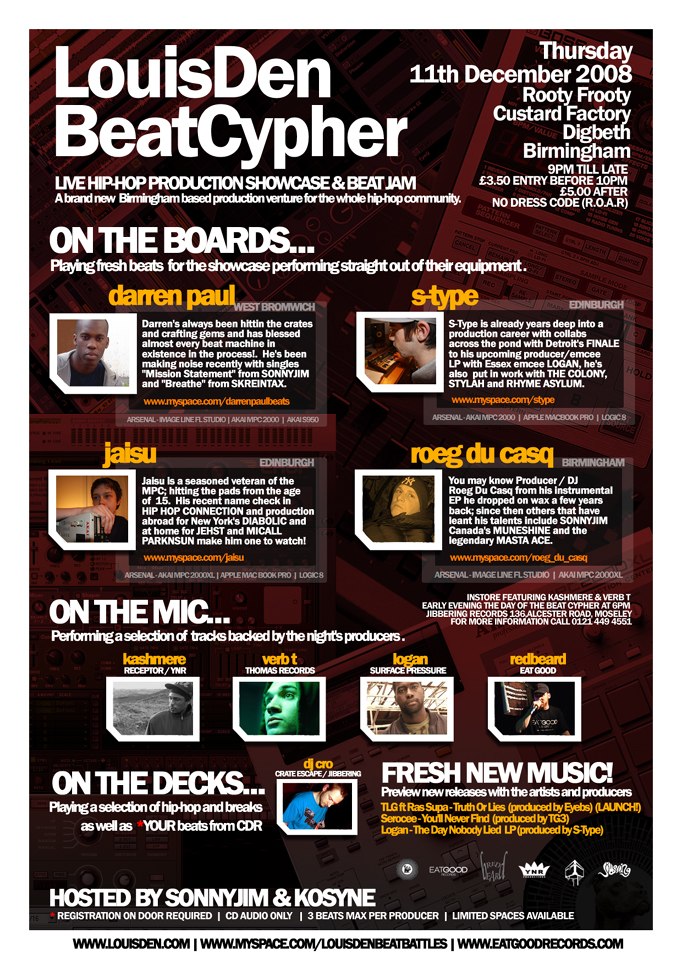 LouisDen
BeatCypher
LIVE HIP-HOP PRODUCTION SHOWCASE & BEAT JAM
A brand new Birmingham based production venture for the whole hip-hop community.
Thursday
11th December 2008
Rooty Frooty
Custard Factory
Digbeth
Birmingham
9PM TILL LATE
£3.50 ENTRY BEFORE 10PM
£5.00 AFTER
NO DRESS CODE (R.O.A.R)
ON THE BOARDS...
Playing fresh beats for the showcase performing straight out of their equipment.
darren paul
WEST BROMWICH
Darren's always been hittin the crates
and crafting gems and has blessed
almost every beat machine in
existence in the process!. He's been
making noise recently with singles
"Mission Statement" from SONNYJIM
and "Breathe" from SKREINTAX.
www.myspace.com/darrenpaulbeats
ARSENAL - IMAGE LINE FL STUDIO | AKAI MPC 2000 | AKAI S950
s-type
EDINBURGH
S-Type is already years deep into a
production career with collabs
across the pond with Detroit's FINALE
to his upcoming producer/emcee
LP with Essex emcee LOGAN, he's
also put in work with THE COLONY,
STYLAH and RHYME ASYLUM.
www.myspace.com/stype
ARSENAL - AKAI MPC 2000 | APPLE MACBOOK PRO | LOGIC 8
jaisu
EDINBURGH
Jaisu is a seasoned veteran of the
MPC; hitting the pads from the age
of 15. His recent name check in
HIP HOP CONNECTION and production
abroad for New York's DIABOLIC and
at home for JEHST and MICALL
PARKNSUN make him one to watch!
www.myspace.com/jaisu
ARSENAL - AKAI MPC 2000XL | APPLE MAC BOOK PRO | LOGIC 8
roeg du casq
BIRMINGHAM
You may know Producer / DJ
Roeg Du Casq from his instrumental
EP he dropped on wax a few years
back; since then others that have
leant his talents include SONNYJIM
Canada's MUNESHINE and the
legendary MASTA ACE.
www.myspace.com/roeg_du_casq
ARSENAL - IMAGE LINE FL STUDIO | AKAI MPC 2000XL
ON THE MIC...
Performing a selection of tracks backed by the night's producers.
INSTORE FEATURING KASHMERE & VERB T
EARLY EVENING THE DAY OF THE BEAT CYPHER AT 6PM
JIBBERING RECORDS 136,ALCESTER ROAD, MOSELEY
FOR MORE INFORMATION CALL 0121 449 4551
kashmere
RECEPTOR / YNR
verb t
THOMAS RECORDS
logan
SURFACE PRESSURE
redbeard
EAT GOOD
ON THE DECKS...
Playing a selection of hip-hop and breaks
as well as *YOUR beats from CDR
dj cro
CRATE ESCAPE / JIBBERING
FRESH NEW MUSIC!
Preview new releases with the artists and producers
TLG ft Ras Supa - Truth Or Lies (produced by Eyebs) (LAUNCH!)
Serocee - You'll Never Find (produced by TG3)
Logan - The Day Nobody Lied LP (produced by S-Type)
EATGOOD
YNR
HOSTED BY SONNYJIM & KOSYNE
* REGISTRATION ON DOOR REQUIRED | CD AUDIO ONLY | 3 BEATS MAX PER PRODUCER | LIMITED SPACES AVAILABLE
WWW.LOUISDEN.COM | WWW.MYSPACE.COM/LOUISDENBEATBATTLES | WWW.EATGOODRECORDS.COM